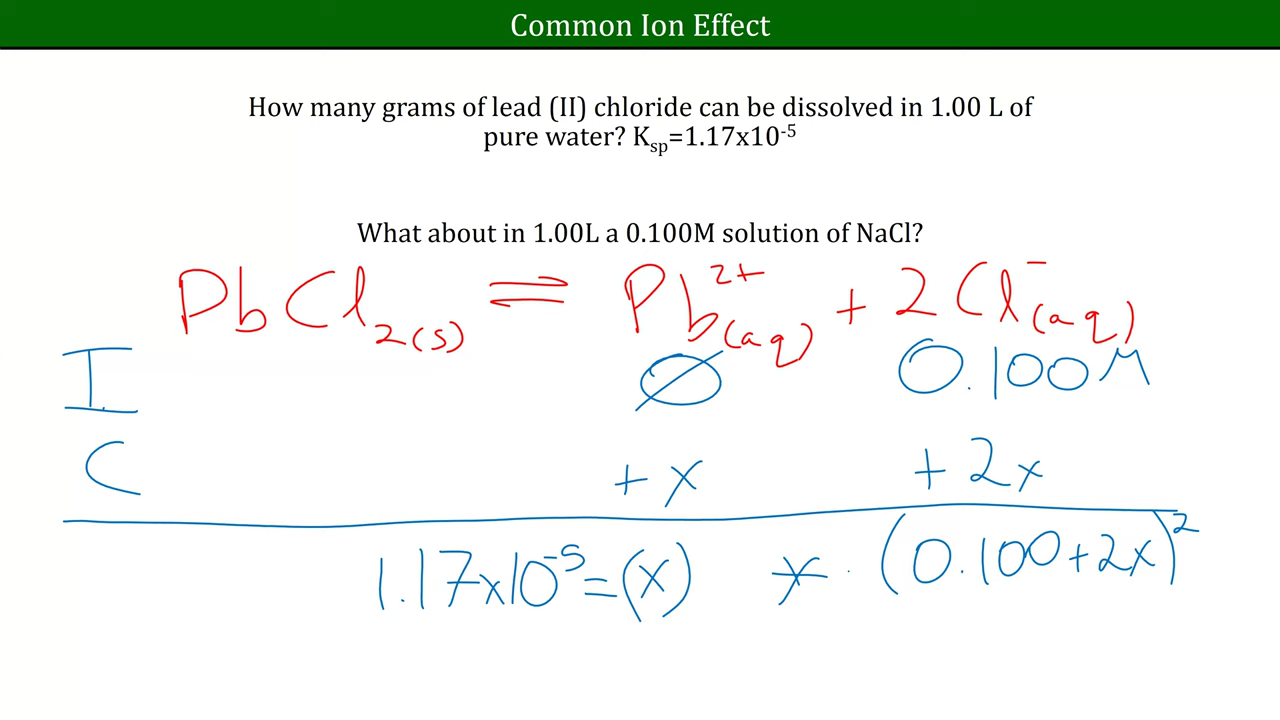 Common Ion Effect
How many grams of lead (II) chloride can be dissolved in 1.00 L of
pure water? Ksp=1.17x10-5
What about in 1.00L a 0.100M solution of NaCl?
PbCl2(s) ⇌ Pb2+(aq) + 2Cl-(aq)
I ∅ 0.100M
C + x + 2x
1.17x10-5 = (x) * (0.100+2x)2